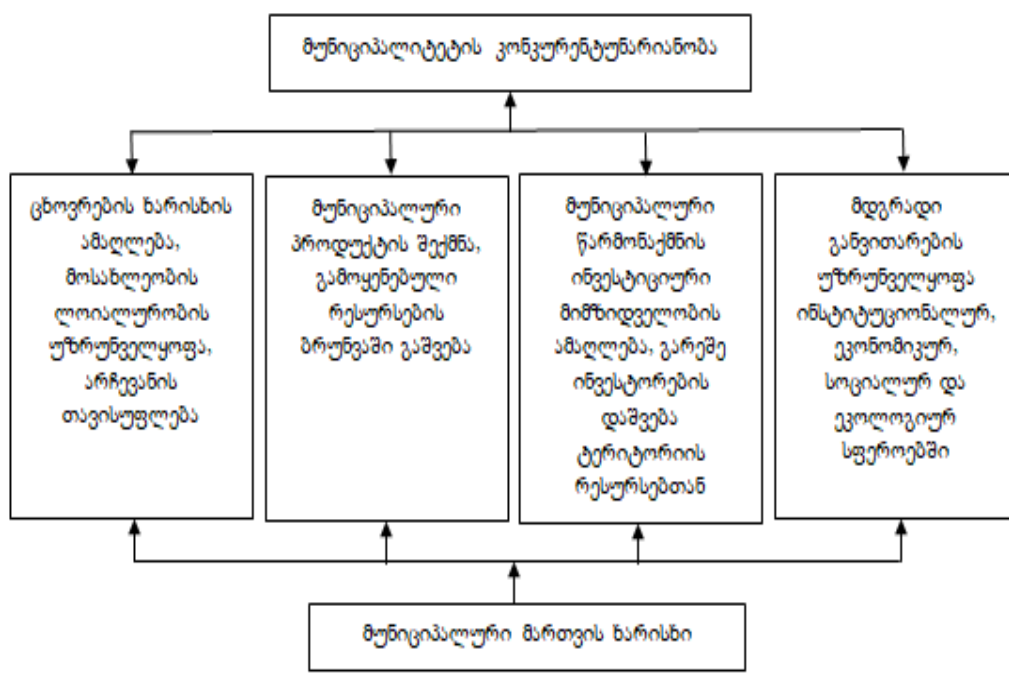 მუნიციპალიტეტის კონკურენტუნარიანობა
ცხოვრების ხარისხის
ამაღლება,
მოსახლეობის
ლოიალურობის
უზრუნველყოფა,
არჩევანის
თავისუფლება
მუნიციპალური
პროდუქტის შექმნა,
გამოყენებული
რესურსების
ბრუნვაში გაშვება
მუნიციპალური
წარმონაქმნის
ინვესტიციური
მიმზიდველობის
ამაღლება, გარეშე
ინვესტორების
დაშვება
ტერიტორიის
რესურსებთან
მდგრადი
განვითარების
უზრუნველყოფა
ინსტიტუციონალურ,
ეკონომიკურ,
სოციალურ და
ეკოლოგიურ
სფეროებში
მუნიციპალური მართვის ხარისხი